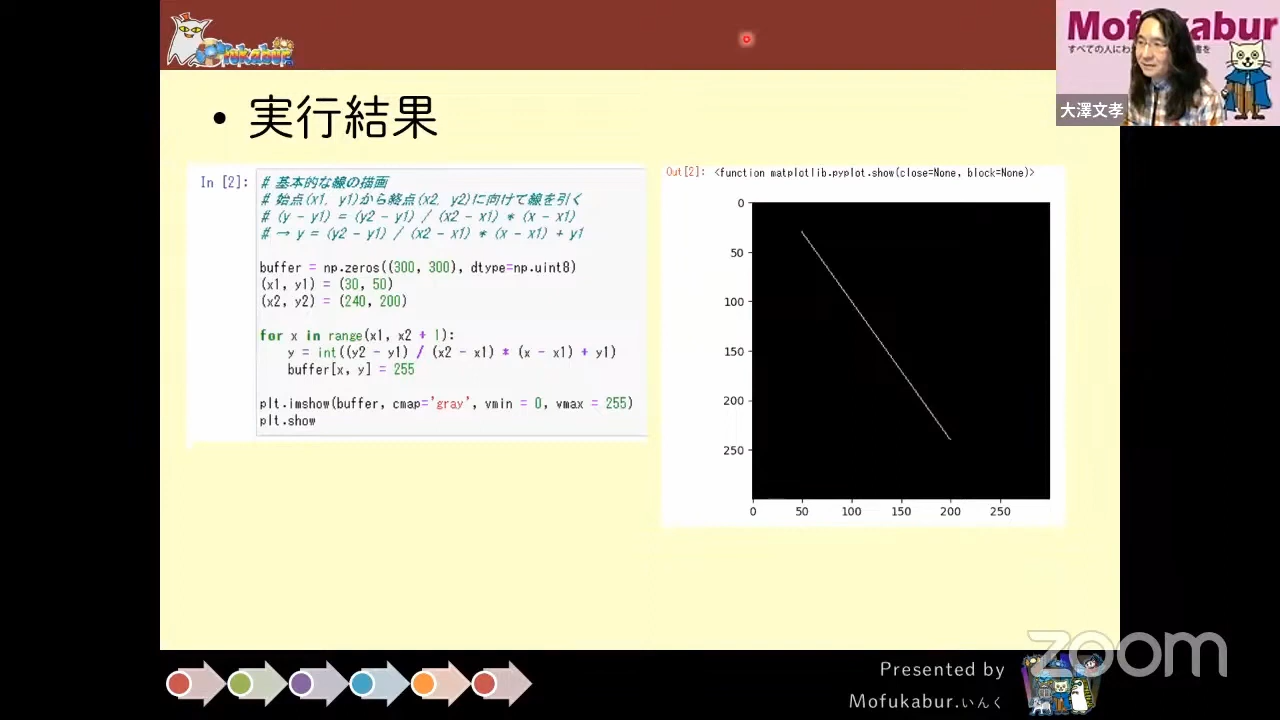 Mofukabur
Mofukabur
すべての人にわ
書を
大澤文孝
• 実行結果
In [2]:
# 基本的な線の描画
# 始点(x1, y1)から終点(x2, y2)に向けて線を引く
# (y - y1) = (y2 - y1) / (x2 - x1) * (x - x1)
# → y = (y2 - y1) / (x2 - x1) * (x - x1) + y1
buffer = np.zeros((300, 300), dtype=np.uint8)
(x1, y1) = (30, 50)
(x2, y2) = (240, 200)
for x in range(x1, x2 + 1):
y = int((y2 - y1) / (x2 - x1) * (x - x1) + y1)
buffer[x, y] = 255
plt.imshow(buffer, cmap='gray', vmin = 0, vmax = 255)
plt.show
Out[2]: <function matplotlib.pyplot.show(close=None, block=None)>
0
50
100
150
200
250
0 50 100 150 200 250
Presented by
Mofukabur.いんく
zoom